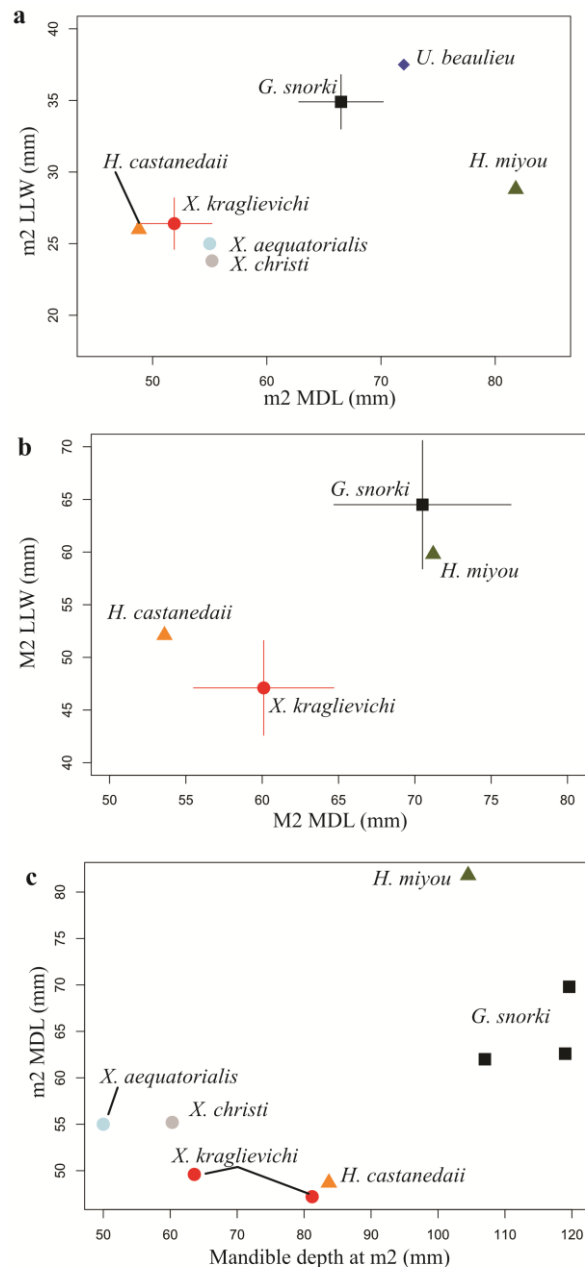 a
40
U. beaulieu
G. snorki
35
H. castanedaii
H. miyou
30
X. kraglievichi
25
X. aequatorialis
X. christi
20
m2 LLW (mm)
50 60 70 80
m2 MDL (mm)
b
70
G. snorki
65
60
H. miyou
55
H. castanedaii
50
X. kraglievichi
45
40
M2 LLW (mm)
50 55 60 65 70 75 80
M2 MDL (mm)
c
80
H. miyou
75
70
G. snorki
65
60
X. aequatorialis
55
X. christi
X. kraglievichi
50
H. castanedaii
m2 MDL (mm)
50 60 70 80 90 100 110 120
Mandible depth at m2 (mm)